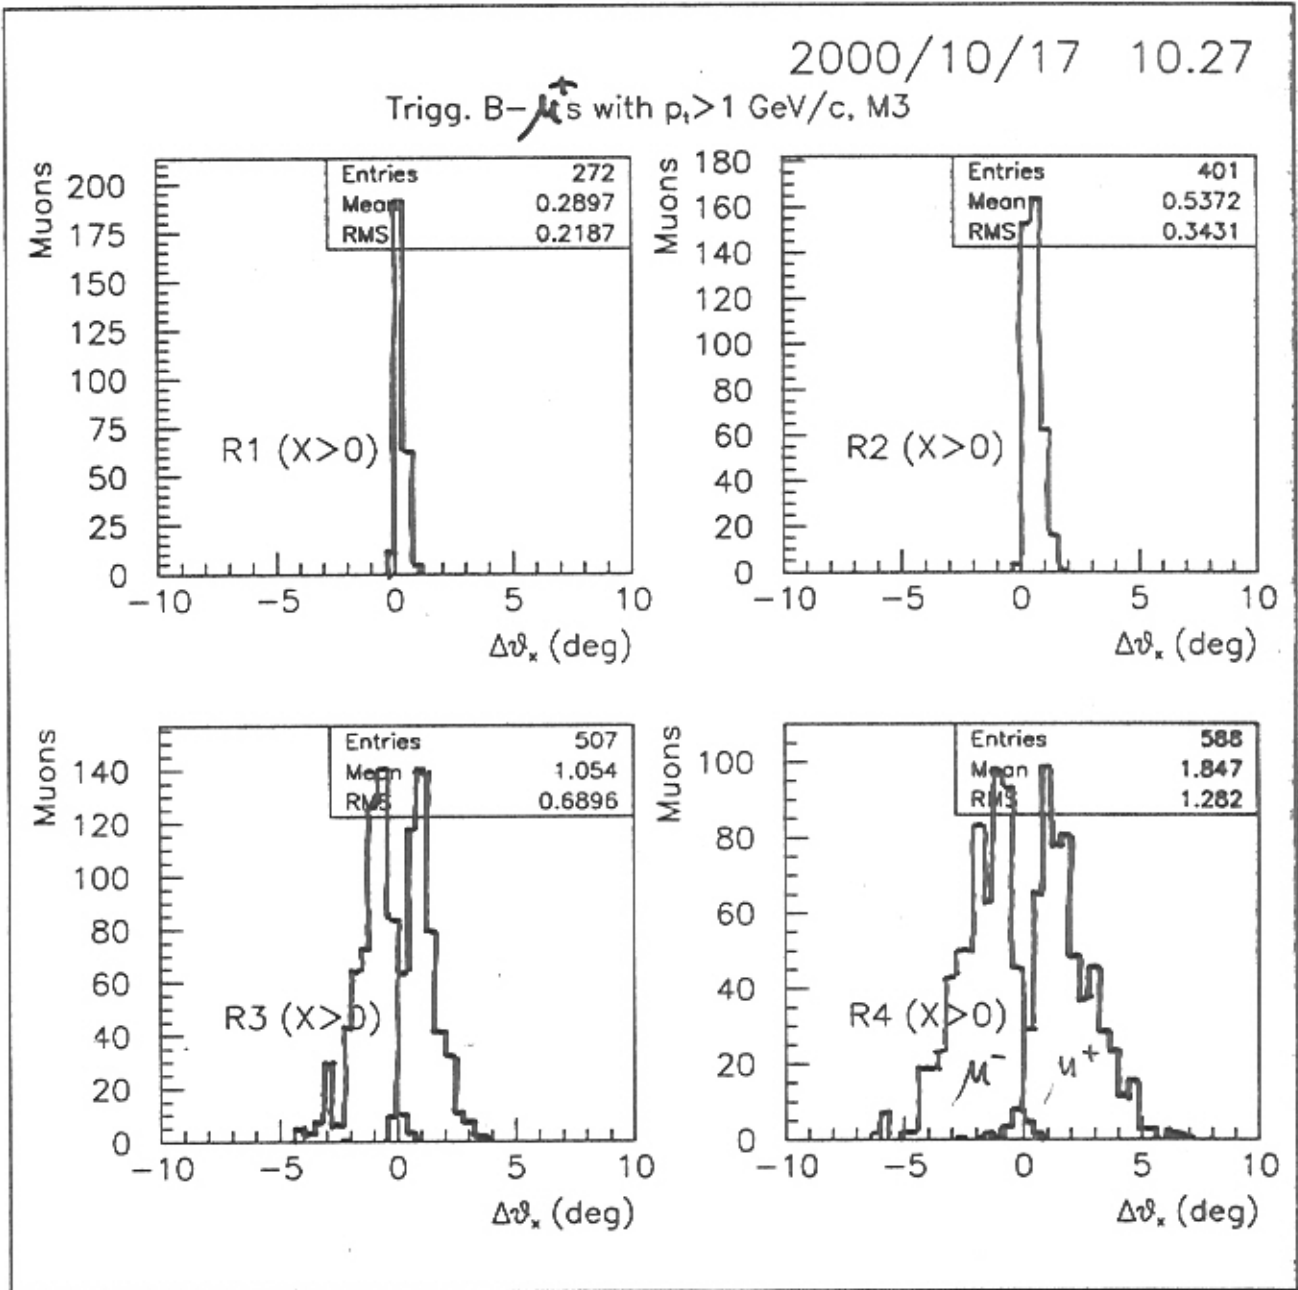 2000/10/17 10.27
Trigg. B-μ⁺s with pₜ>1 GeV/c, M3
Muons
200
175
150
125
100
75
50
25
0
Entries 272
Mean 0.2897
RMS 0.2187
R1 (X>0)
-10 -5 0 5 10
Δϑₓ (deg)
Muons
180
160
140
120
100
80
60
40
20
0
Entries 401
Mean 0.5372
RMS 0.3431
R2 (X>0)
-10 -5 0 5 10
Δϑₓ (deg)
Muons
140
120
100
80
60
40
20
0
Entries 507
Mean 1.054
RMS 0.6896
R3 (X>0)
-10 -5 0 5 10
Δϑₓ (deg)
Muons
100
80
60
40
20
0
Entries 588
Mean 1.847
RMS 1.282
R4 (X>0)
μ⁻ μ⁺
-10 -5 0 5 10
Δϑₓ (deg)